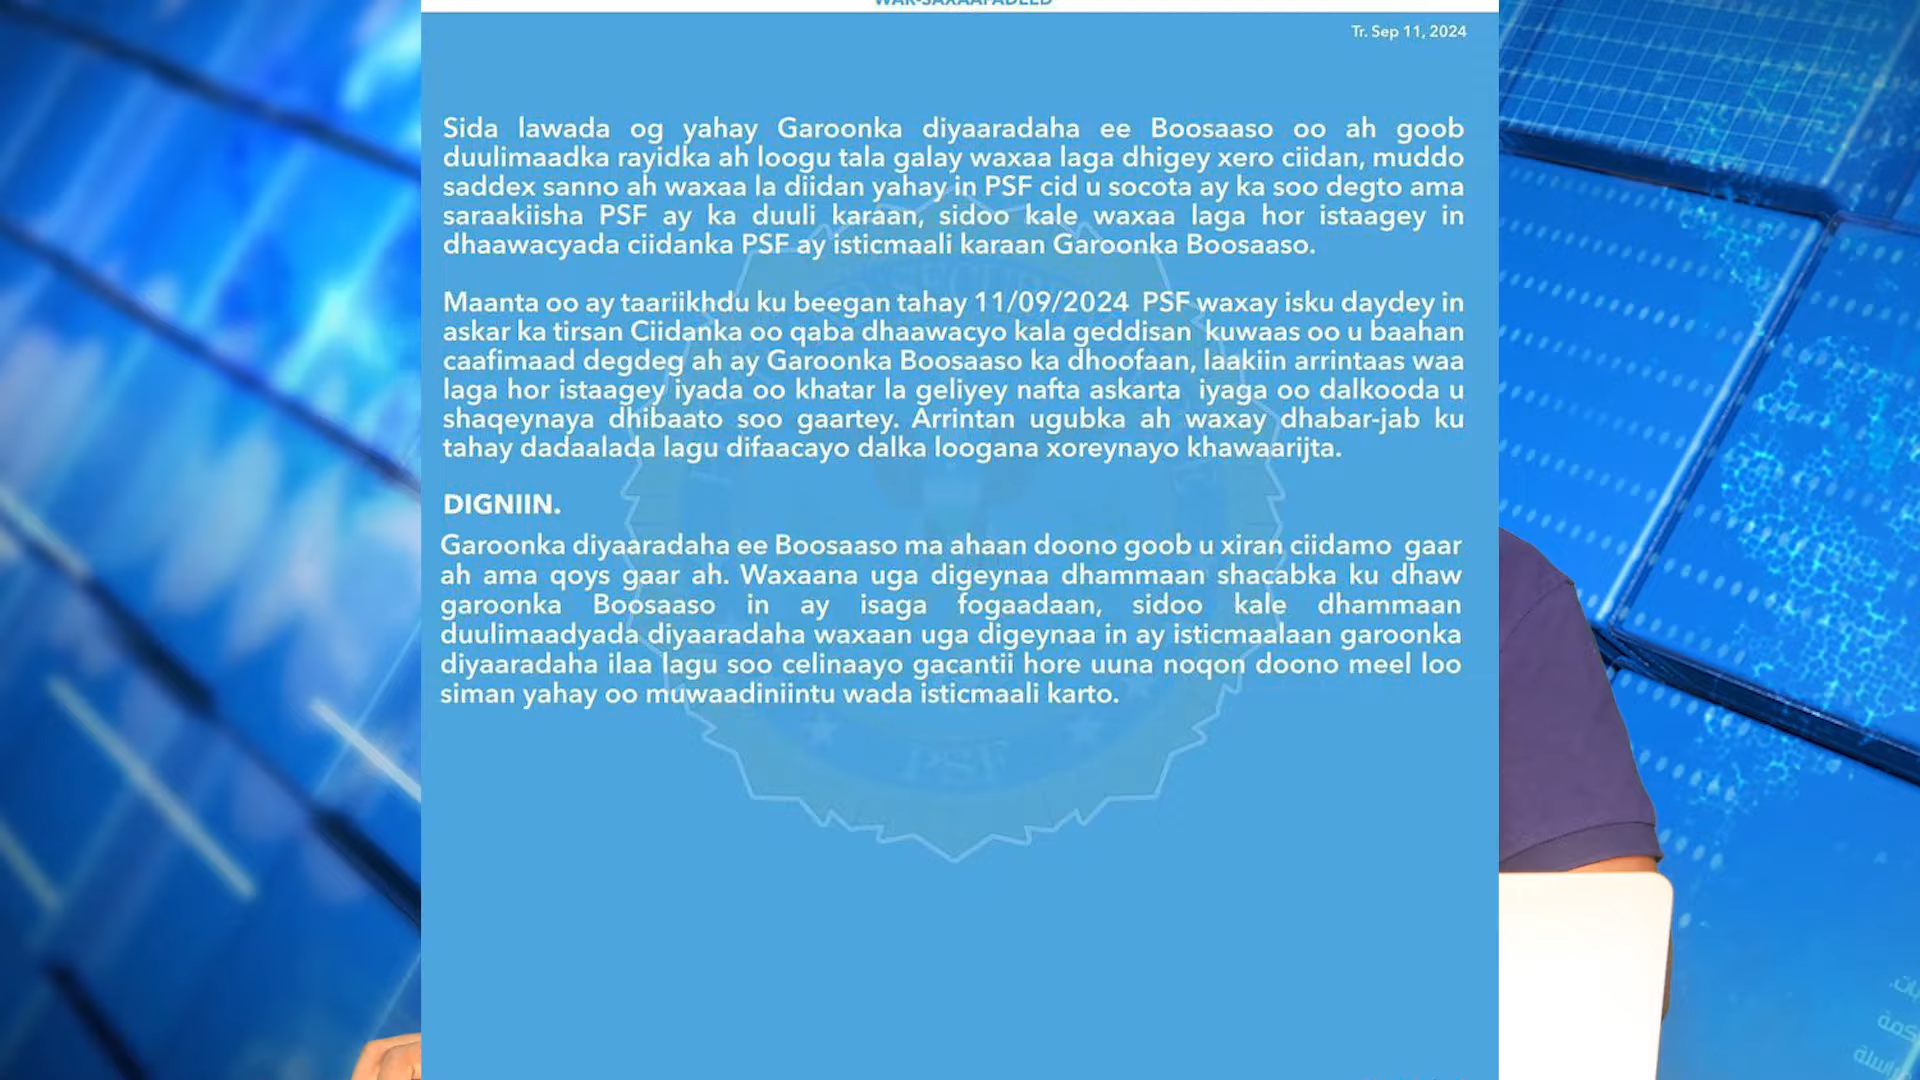 WAR-SAXAAFADEED
Tr. Sep 11, 2024
Sida lawada og yahay Garoonka diyaaradaha ee Boosaaso oo ah goob
duulimaadka rayidka ah loogu tala galay waxaa laga dhigey xero ciidan, muddo
saddex sanno ah waxaa la diidan yahay in PSF cid u socota ay ka soo degto ama
saraakiisha PSF ay ka duuli karaan, sidoo kale waxaa laga hor istaagey in
dhaawacyada ciidanka PSF ay isticmaali karaan Garoonka Boosaaso.
Maanta oo ay taariikhdu ku beegan tahay 11/09/2024 PSF waxay isku daydey in
askar ka tirsan Ciidanka oo qaba dhaawacyo kala geddisan kuwaas oo u baahan
caafimaad degdeg ah ay Garoonka Boosaaso ka dhoofaan, laakiin arrintaas waa
laga hor istaagey iyada oo khatar la geliyey nafta askarta iyaga oo dalkooda u
shaqeynaya dhibaato soo gaartey. Arrintan ugubka ah waxay dhabar-jab ku
tahay dadaalada lagu difaacayo dalka loogana xoreynayo khawaarijta.
DIGNIIN.
Garoonka diyaaradaha ee Boosaaso ma ahaan doono goob u xiran ciidamo gaar
ah ama qoys gaar ah. Waxaana uga digeynaa dhammaan shacabka ku dhaw
garoonka Boosaaso in ay isaga fogaadaan, sidoo kale dhammaan
duulimaadyada diyaaradaha waxaan uga digeynaa in ay isticmaalaan garoonka
diyaaradaha ilaa lagu soo celinaayo gacantii hore uuna noqon doono meel loo
siman yahay oo muwaadiniintu wada isticmaali karto.
PSF